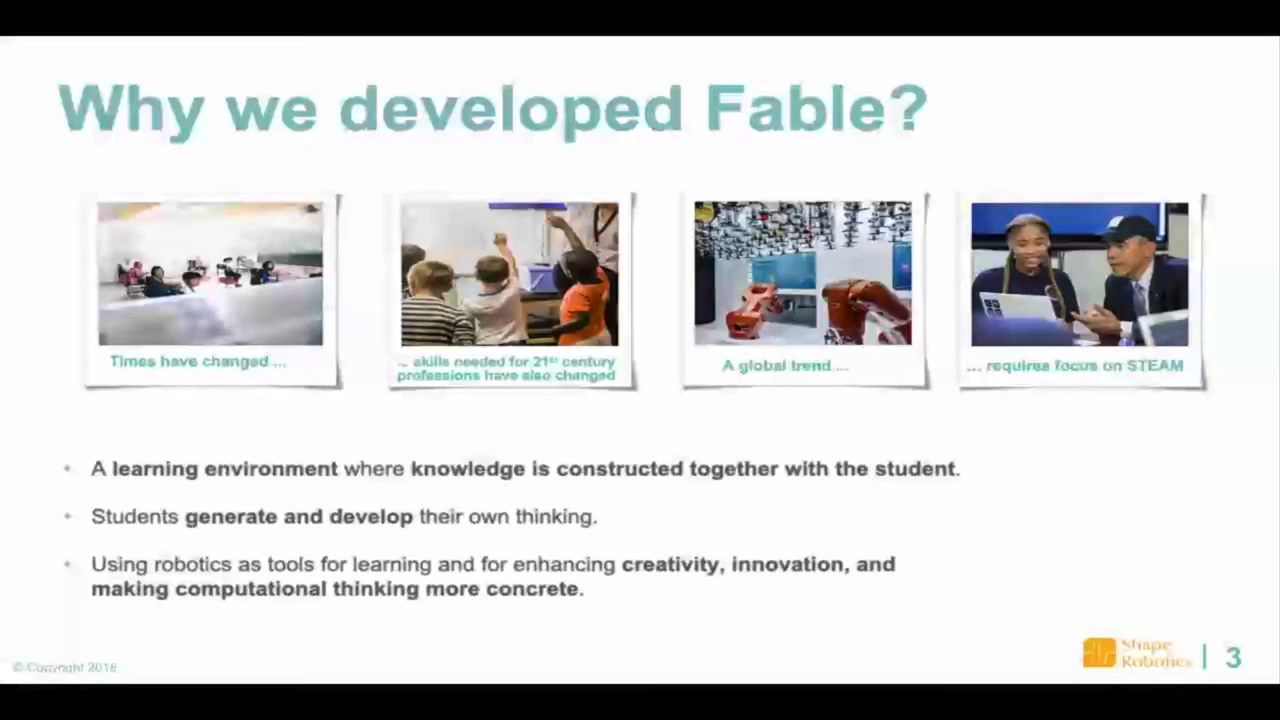 Why we developed Fable?
Times have changed ...
... skills needed for 21st century
professions have also changed
A global trend ...
... requires focus on STEAM
• A learning environment where knowledge is constructed together with the student.
• Students generate and develop their own thinking.
• Using robotics as tools for learning and for enhancing creativity, innovation, and
making computational thinking more concrete.
© Copyright 2018
Shape
Robotics
3